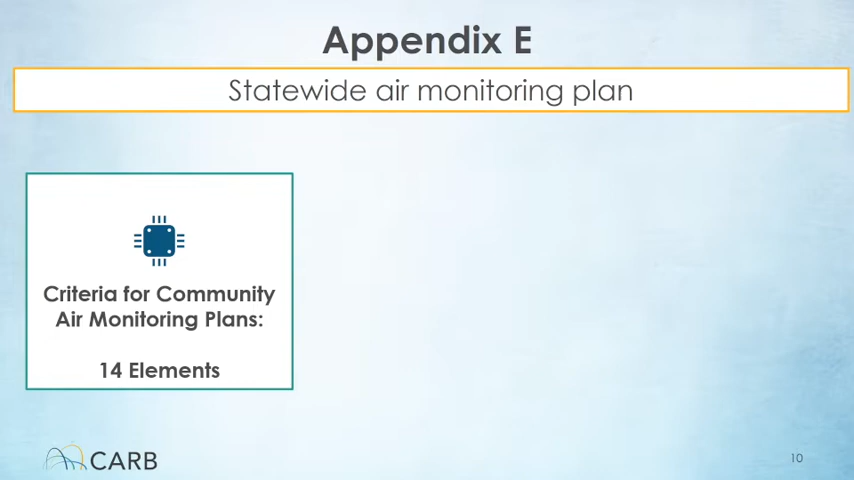 Appendix E
Statewide air monitoring plan
Criteria for Community
Air Monitoring Plans:
14 Elements
CARB
10